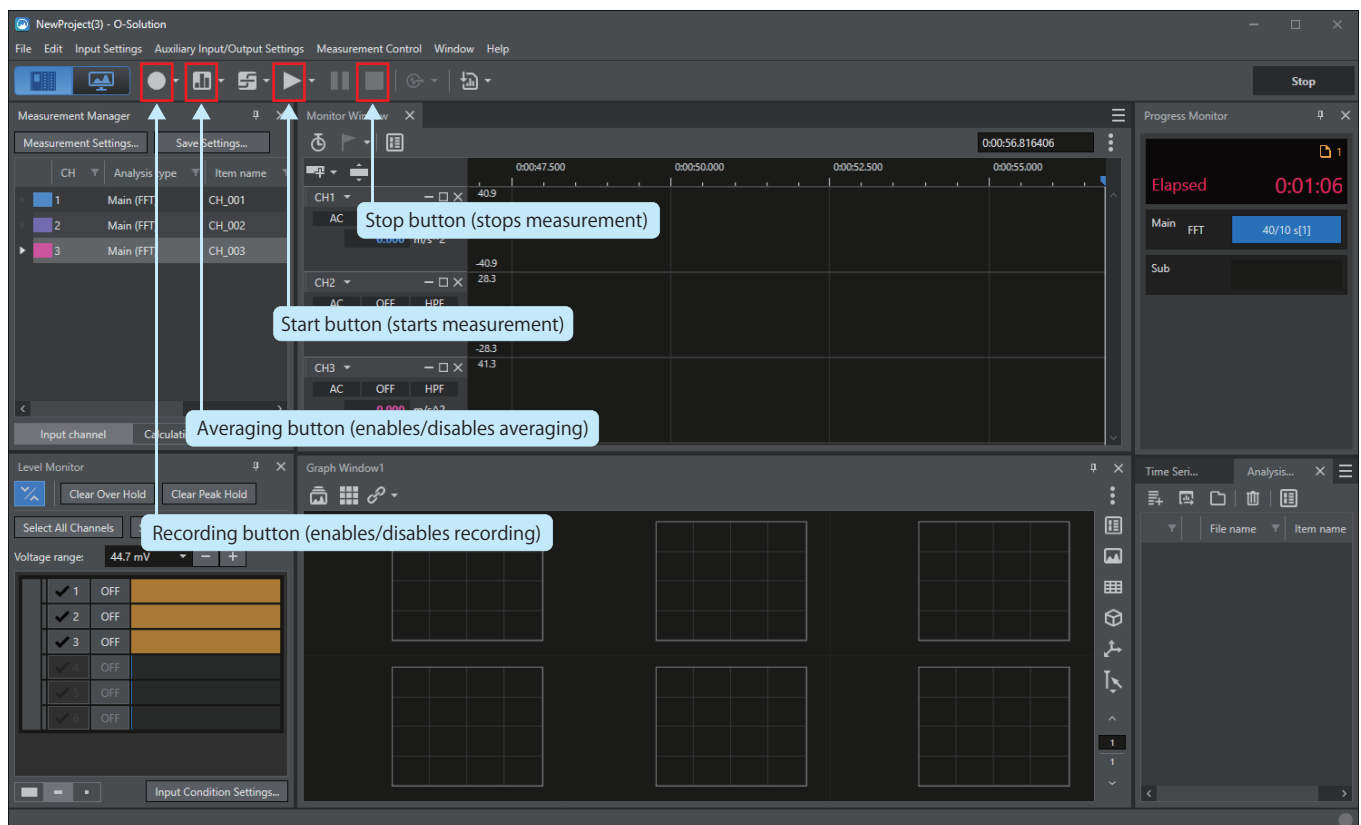 NewProject(3) - O-Solution
File Edit Input Settings Auxiliary Input/Output Settings Measurement Control Window Help
Stop
Measurement Manager
Measurement Settings... Save Settings...
CH Analysis type Item name
1 Main (FFT) CH_001
2 Main (FFT) CH_002
3 Main (FFT) CH_003
Input channel
Monitor Window
0:00:56.816406
0:00:47.500 0:00:50.000 0:00:52.500 0:00:55.000
CH1 40.9
AC
0.000 m/s^2
-40.9
CH2 28.3
AC OFF HPF
-28.3
CH3 41.3
AC OFF HPF
0.000 m/s^2
Stop button (stops measurement)
Start button (starts measurement)
Averaging button (enables/disables averaging)
Recording button (enables/disables recording)
Progress Monitor
1
Elapsed 0:01:06
Main FFT 40/10 s[1]
Sub
Level Monitor
Clear Over Hold Clear Peak Hold
Select All Channels
Voltage range: 44.7 mV - +
1 OFF
2 OFF
3 OFF
4 OFF
5 OFF
6 OFF
Input Condition Settings...
Graph Window1
1
1
Time Seri... Analysis...
File name Item name